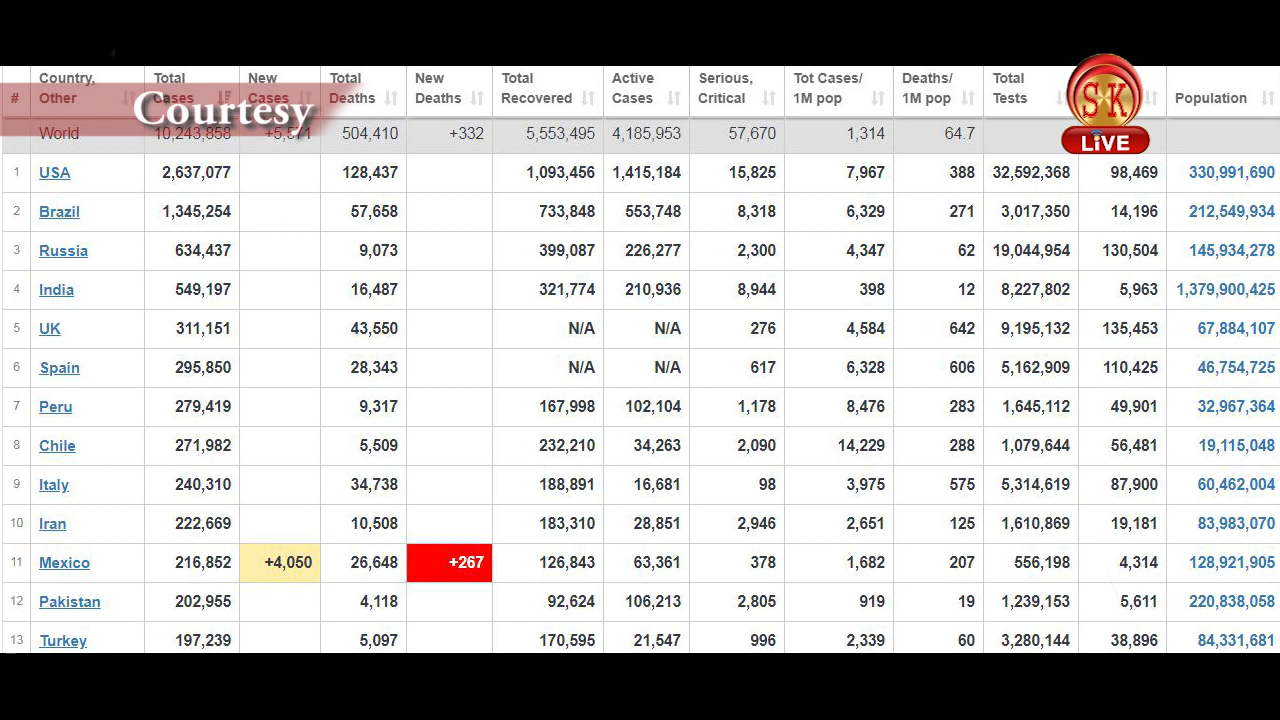 Country, Other Total Cases New Cases Total Deaths New Deaths Total Recovered Active Cases Serious, Critical Tot Cases/ 1M pop Deaths/ 1M pop Total Tests Population
#
Courtesy
SK
LiVE
World 10,243,858 +5,571 504,410 +332 5,553,495 4,185,953 57,670 1,314 64.7
1 USA 2,637,077 128,437 1,093,456 1,415,184 15,825 7,967 388 32,592,368 98,469 330,991,690
2 Brazil 1,345,254 57,658 733,848 553,748 8,318 6,329 271 3,017,350 14,196 212,549,934
3 Russia 634,437 9,073 399,087 226,277 2,300 4,347 62 19,044,954 130,504 145,934,278
4 India 549,197 16,487 321,774 210,936 8,944 398 12 8,227,802 5,963 1,379,900,425
5 UK 311,151 43,550 N/A N/A 276 4,584 642 9,195,132 135,453 67,884,107
6 Spain 295,850 28,343 N/A N/A 617 6,328 606 5,162,909 110,425 46,754,725
7 Peru 279,419 9,317 167,998 102,104 1,178 8,476 283 1,645,112 49,901 32,967,364
8 Chile 271,982 5,509 232,210 34,263 2,090 14,229 288 1,079,644 56,481 19,115,048
9 Italy 240,310 34,738 188,891 16,681 98 3,975 575 5,314,619 87,900 60,462,004
10 Iran 222,669 10,508 183,310 28,851 2,946 2,651 125 1,610,869 19,181 83,983,070
11 Mexico 216,852 +4,050 26,648 +267 126,843 63,361 378 1,682 207 556,198 4,314 128,921,905
12 Pakistan 202,955 4,118 92,624 106,213 2,805 919 19 1,239,153 5,611 220,838,058
13 Turkey 197,239 5,097 170,595 21,547 996 2,339 60 3,280,144 38,896 84,331,681